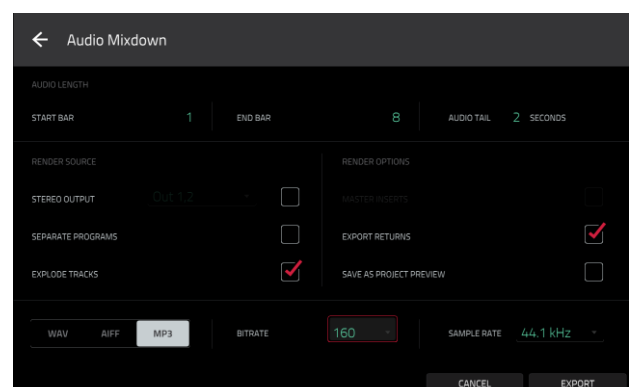 Audio Mixdown
AUDIO LENGTH
START BAR 1 END BAR 8 AUDIO TAIL 2 SECONDS
RENDER SOURCE RENDER OPTIONS
STEREO OUTPUT Out 1,2 MASTER INSERTS
SEPARATE PROGRAMS EXPORT RETURNS
EXPLODE TRACKS SAVE AS PROJECT PREVIEW
WAV AIFF MP3 BITRATE 160 SAMPLE RATE 44.1 kHz
CANCEL EXPORT